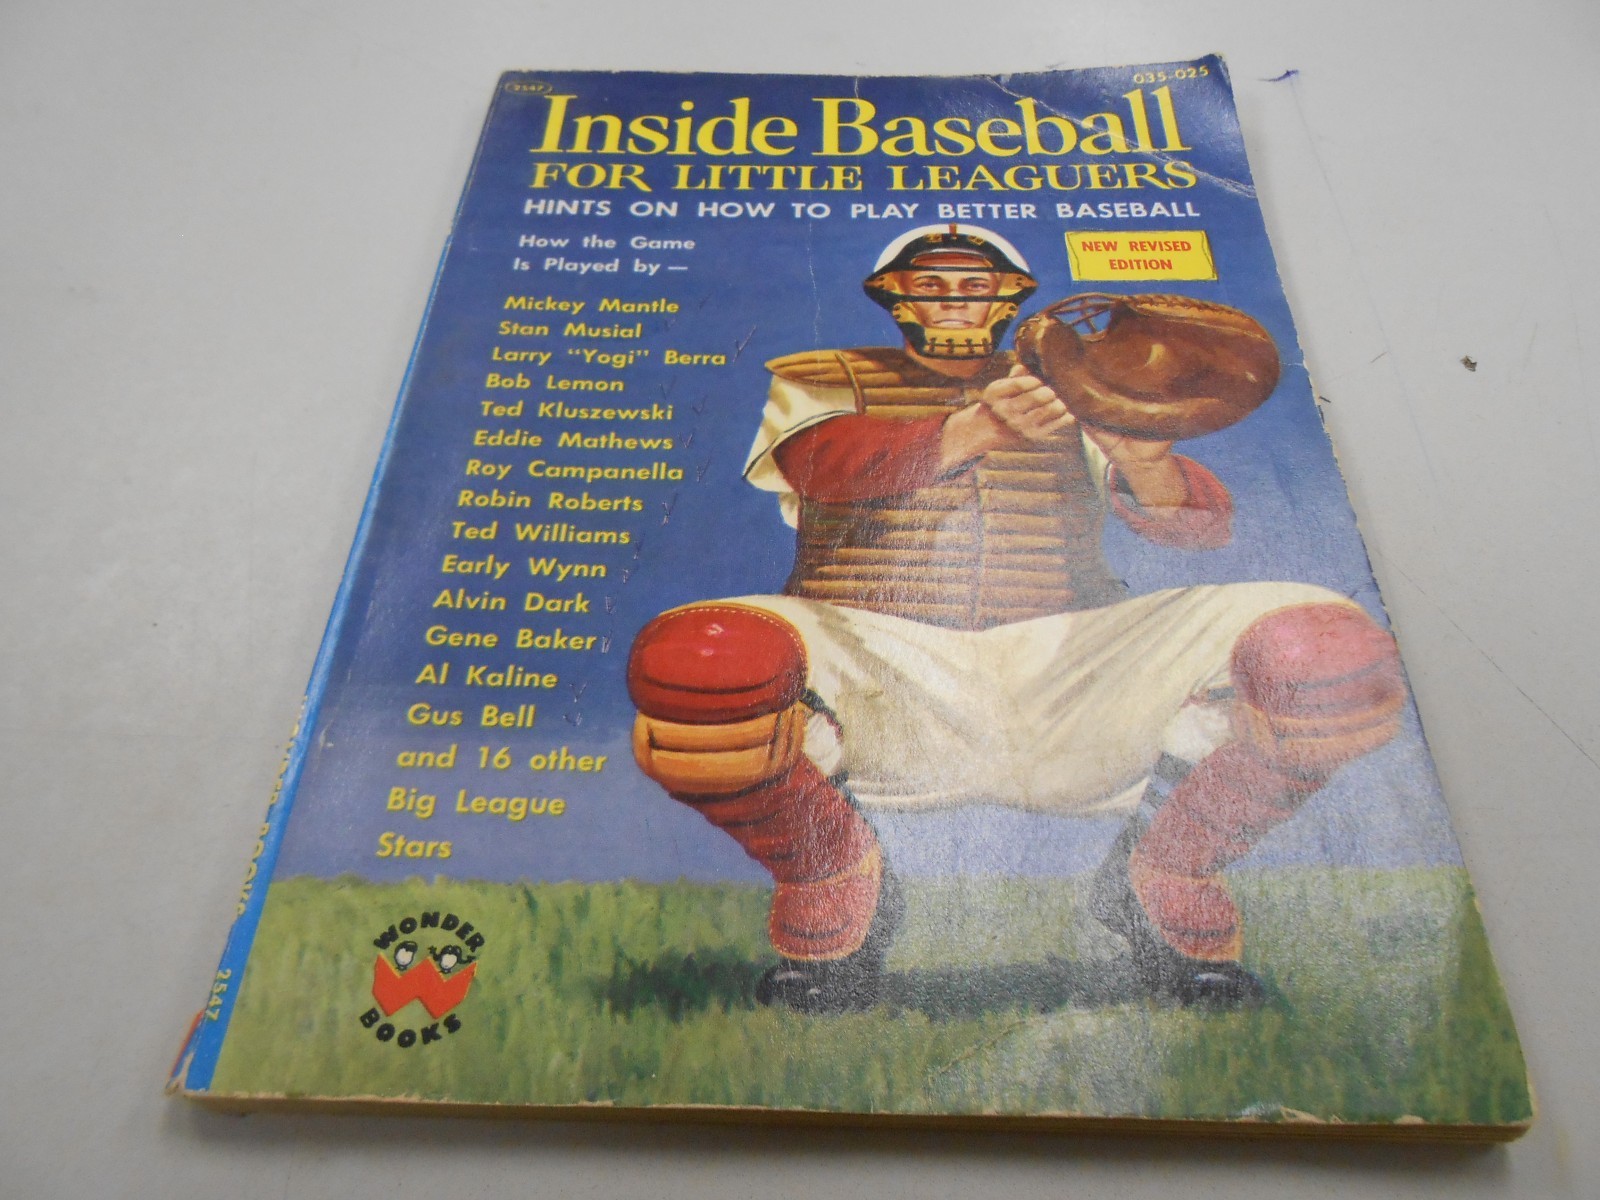 2547
035-025
Inside Baseball
FOR LITTLE LEAGUERS
HINTS ON HOW TO PLAY BETTER BASEBALL
How the Game
Is Played by —
NEW REVISED
EDITION
Mickey Mantle
Stan Musial
Larry "Yogi" Berra
Bob Lemon
Ted Kluszewski
Eddie Mathews
Roy Campanella
Robin Roberts
Ted Williams
Early Wynn
Alvin Dark
Gene Baker
Al Kaline
Gus Bell
and 16 other
Big League
Stars
WONDER
BOOKS
2547